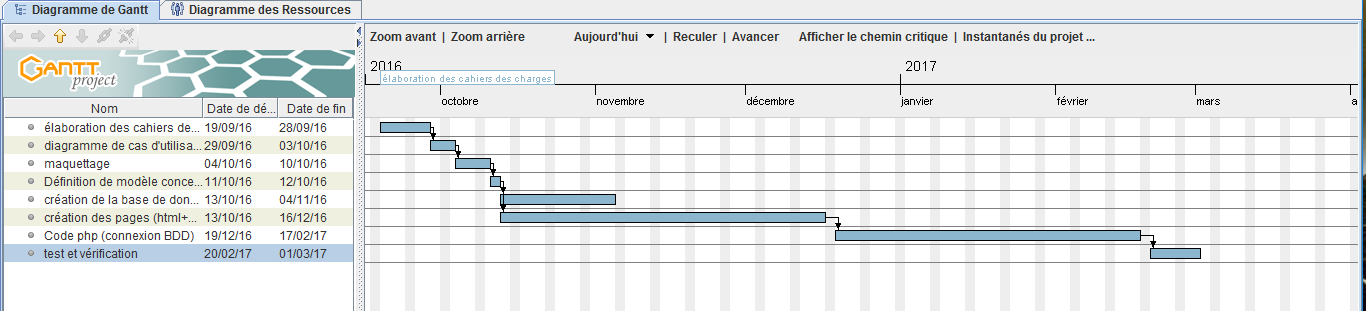 Diagramme de Gantt
Diagramme des Ressources
Zoom avant | Zoom arrière Aujourd'hui | Reculer | Avancer Afficher le chemin critique | Instantanés du projet ...
GANTT
project
2016 2017
élaboration des cahiers des charges
octobre novembre décembre janvier février mars a
Nom Date de dé... Date de fin
élaboration des cahiers de... 19/09/16 28/09/16
diagramme de cas d'utilisa... 29/09/16 03/10/16
maquettage 04/10/16 10/10/16
Définition de modèle conce... 11/10/16 12/10/16
création de la base de don... 13/10/16 04/11/16
création des pages (html+... 13/10/16 16/12/16
Code php (connexion BDD) 19/12/16 17/02/17
test et vérification 20/02/17 01/03/17